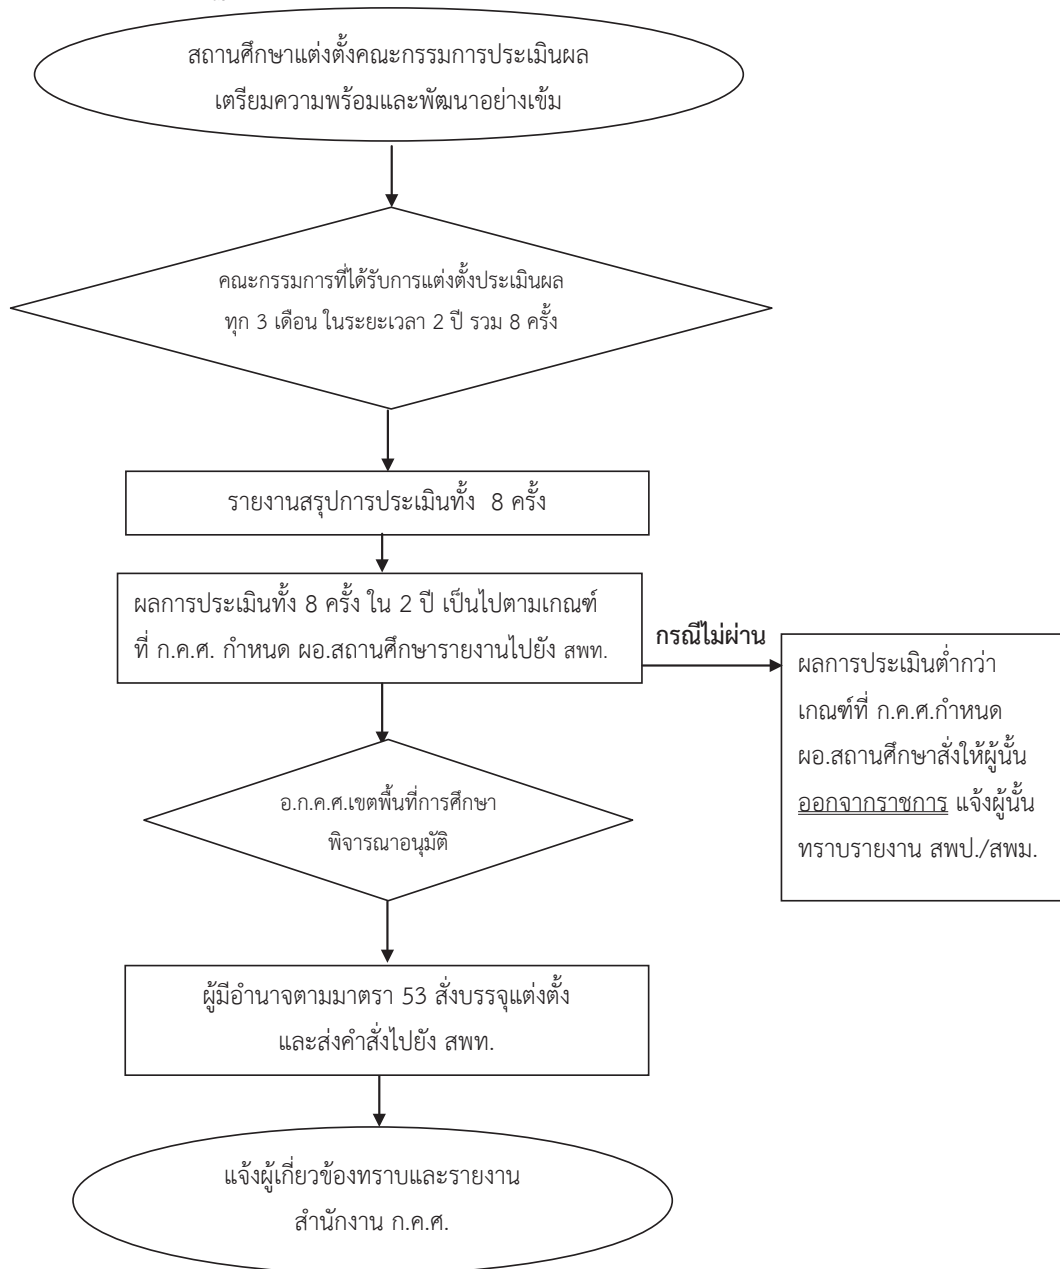 สถานศึกษาแต่งตั้งคณะกรรมการประเมินผล
เตรียมความพร้อมและพัฒนาอย่างเข้ม
คณะกรรมการที่ได้รับการแต่งตั้งประเมินผล
ทุก 3 เดือน ในระยะเวลา 2 ปี รวม 8 ครั้ง
รายงานสรุปการประเมินทั้ง 8 ครั้ง
ผลการประเมินทั้ง 8 ครั้ง ใน 2 ปี เป็นไปตามเกณฑ์
ที่ ก.ค.ศ. กำหนด ผอ.สถานศึกษารายงานไปยัง สพท.
กรณีไม่ผ่าน
ผลการประเมินต่ำกว่า
เกณฑ์ที่ ก.ค.ศ.กำหนด
ผอ.สถานศึกษาสั่งให้ผู้นั้น
ออกจากราชการ แจ้งผู้นั้น
ทราบรายงาน สพป./สพม.
อ.ก.ค.ศ.เขตพื้นที่การศึกษา
พิจารณาอนุมัติ
ผู้มีอำนาจตามมาตรา 53 สั่งบรรจุแต่งตั้ง
และส่งคำสั่งไปยัง สพท.
แจ้งผู้เกี่ยวข้องทราบและรายงาน
สำนักงาน ก.ค.ศ.